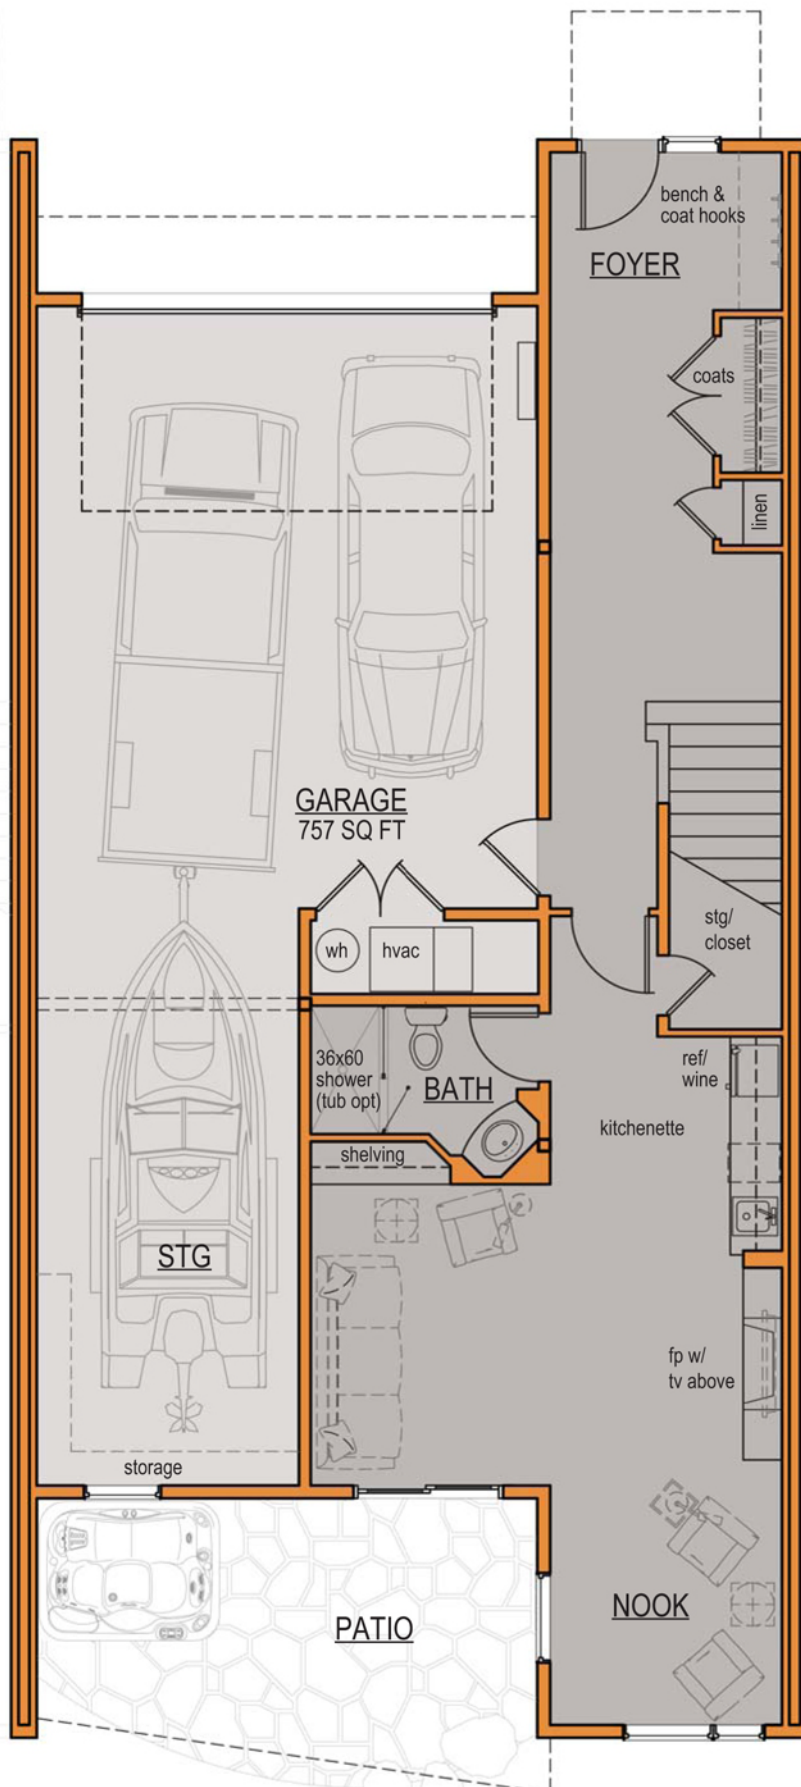 bench &
coat hooks
FOYER
coats
linen
GARAGE
757 SQ FT
stg/
closet
wh
hvac
36x60
shower
(tub opt)
BATH
ref/
wine
kitchenette
shelving
STG
fp w/
tv above
storage
NOOK
PATIO